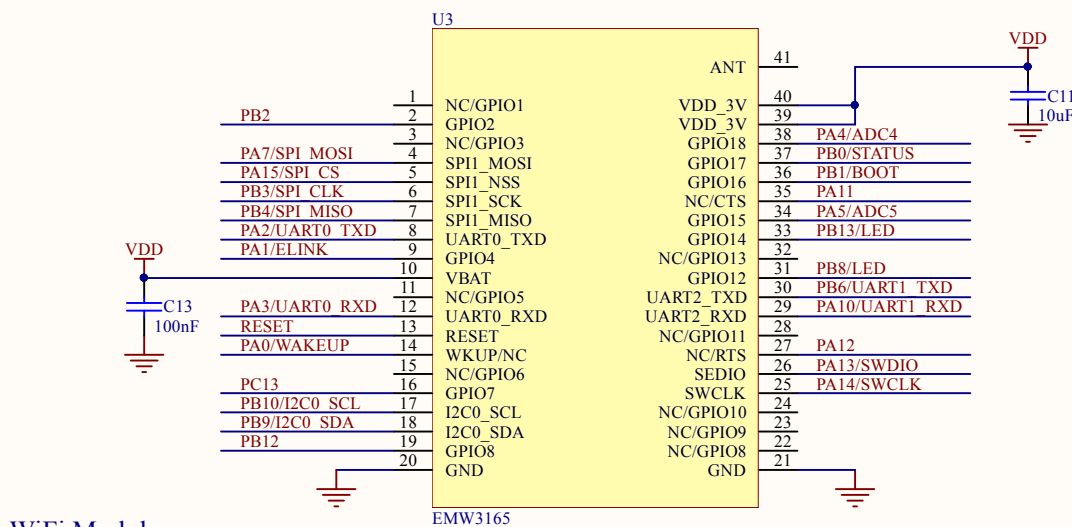 U3
VDD
ANT 41
1 NC/GPIO1 VDD_3V 40
C11
10uF
PB2 2 GPIO2 VDD_3V 39
3 NC/GPIO3 GPIO18 38 PA4/ADC4
PA7/SPI_MOSI 4 SPI1_MOSI GPIO17 37 PB0/STATUS
PA15/SPI_CS 5 SPI1_NSS GPIO16 36 PB1/BOOT
PB3/SPI_CLK 6 SPI1_SCK NC/CTS 35 PA11
PB4/SPI_MISO 7 SPI1_MISO GPIO15 34 PA5/ADC5
PA2/UART0_TXD 8 UART0_TXD GPIO14 33 PB13/LED
VDD
PA1/ELINK 9 GPIO4 NC/GPIO13 32
10 VBAT GPIO12 31 PB8/LED
11 NC/GPIO5 UART2_TXD 30 PB6/UART1_TXD
C13
100nF
PA3/UART0_RXD 12 UART0_RXD UART2_RXD 29 PA10/UART1_RXD
RESET 13 RESET NC/GPIO11 28
PA0/WAKEUP 14 WKUP/NC NC/RTS 27 PA12
15 NC/GPIO6 SEDIO 26 PA13/SWDIO
PC13 16 GPIO7 SWCLK 25 PA14/SWCLK
PB10/I2C0_SCL 17 I2C0_SCL NC/GPIO10 24
PB9/I2C0_SDA 18 I2C0_SDA NC/GPIO9 23
PB12 19 GPIO8 NC/GPIO8 22
20 GND GND 21
EMW3165
WiFi Modul